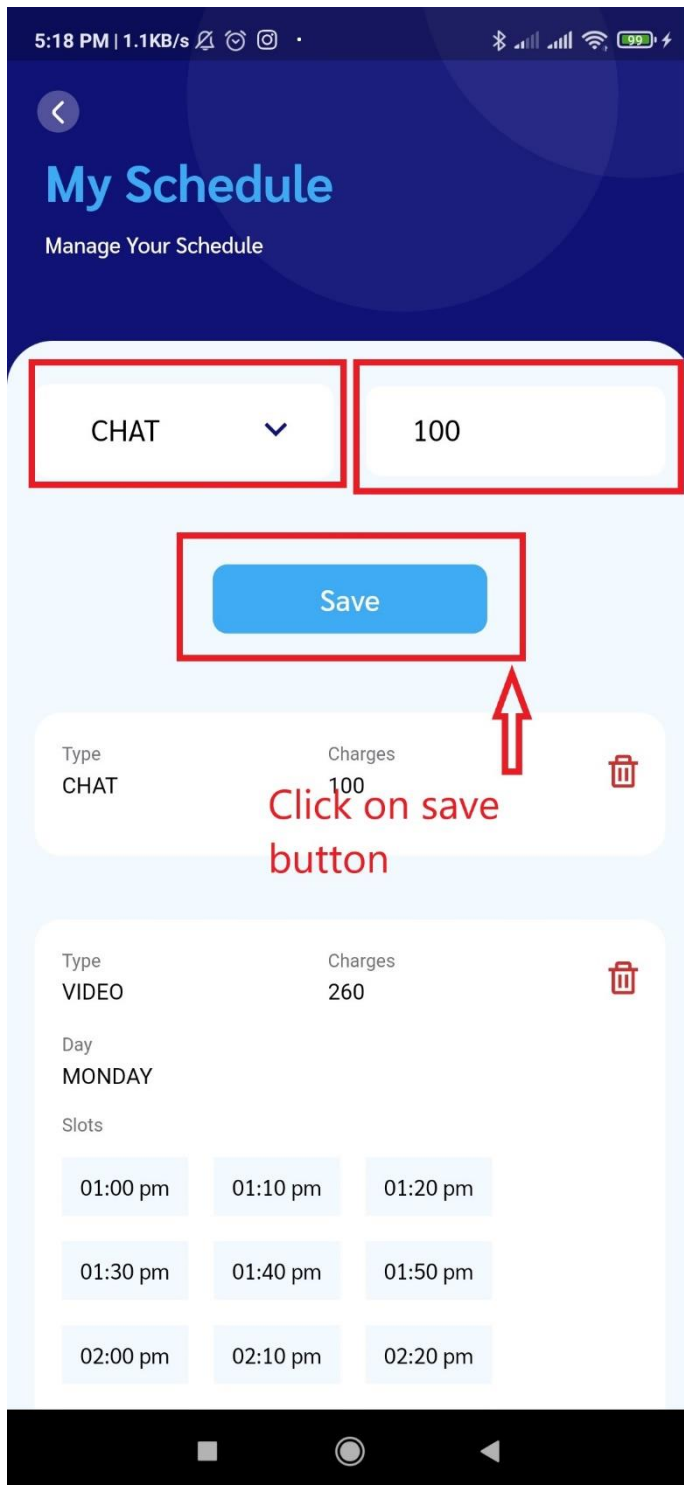 5:18 PM | 1.1KB/s
99
My Schedule
Manage Your Schedule
CHAT
100
Save
Type
Charges
CHAT
100
Click on save
button
Type
Charges
VIDEO
260
Day
MONDAY
Slots
01:00 pm
01:10 pm
01:20 pm
01:30 pm
01:40 pm
01:50 pm
02:00 pm
02:10 pm
02:20 pm